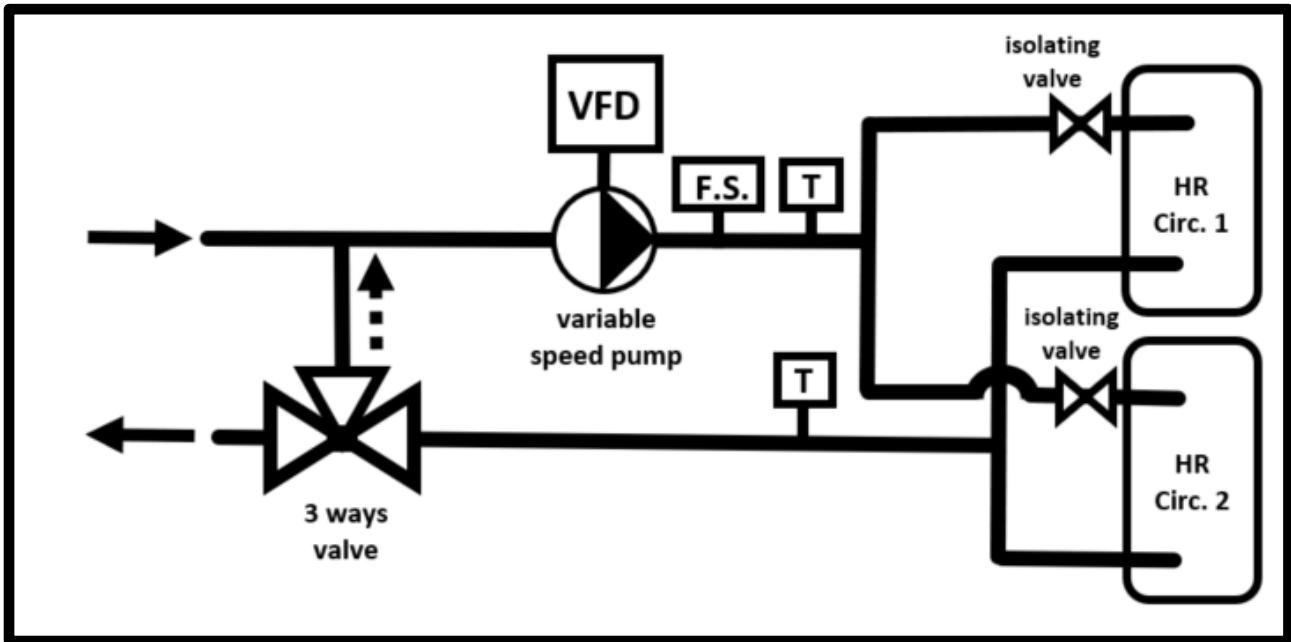 isolating
valve
VFD
F.S.
T
HR
Circ. 1
variable
speed pump
isolating
valve
T
HR
Circ. 2
3 ways
valve